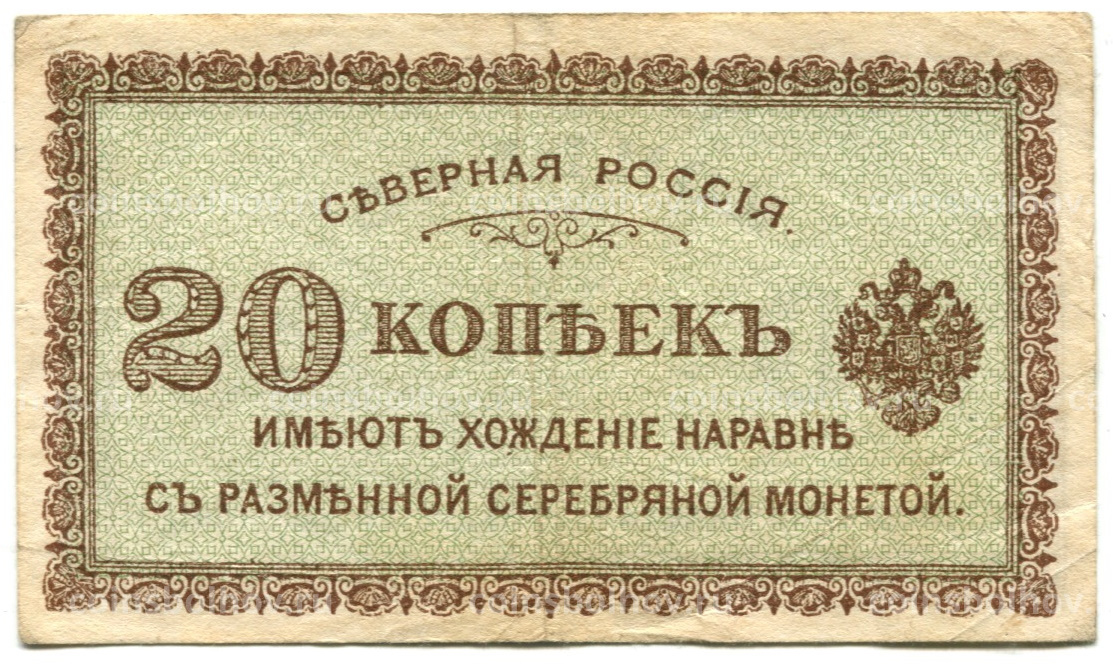 СѢВЕРНАЯ РОССІЯ.
20 КОПѢЕКЪ
ИМѢЮТЪ ХОЖДЕНІЕ НАРАВНѢ
СЪ РАЗМѢННОЙ СЕРЕБРЯНОЙ МОНЕТОЙ.